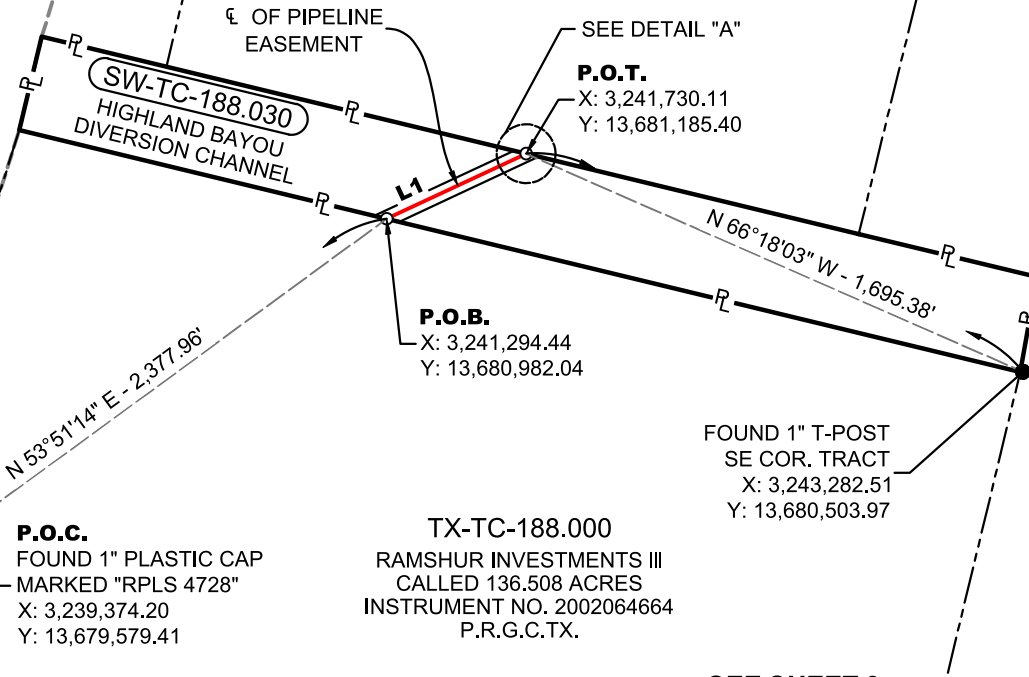 ℄ OF PIPELINE
EASEMENT
SEE DETAIL "A"
P.O.T.
X: 3,241,730.11
Y: 13,681,185.40
SW-TC-188.030
HIGHLAND BAYOU
DIVERSION CHANNEL
L1
N 66°18'03" W - 1,695.38'
P.O.B.
X: 3,241,294.44
Y: 13,680,982.04
N 53°51'14" E - 2,377.96'
FOUND 1" T-POST
SE COR. TRACT
X: 3,243,282.51
Y: 13,680,503.97
P.O.C.
FOUND 1" PLASTIC CAP
MARKED "RPLS 4728"
X: 3,239,374.20
Y: 13,679,579.41
TX-TC-188.000
RAMSHUR INVESTMENTS III
CALLED 136.508 ACRES
INSTRUMENT NO. 2002064664
P.R.G.C.TX.
PL
PL
PL
PL
PL
PL